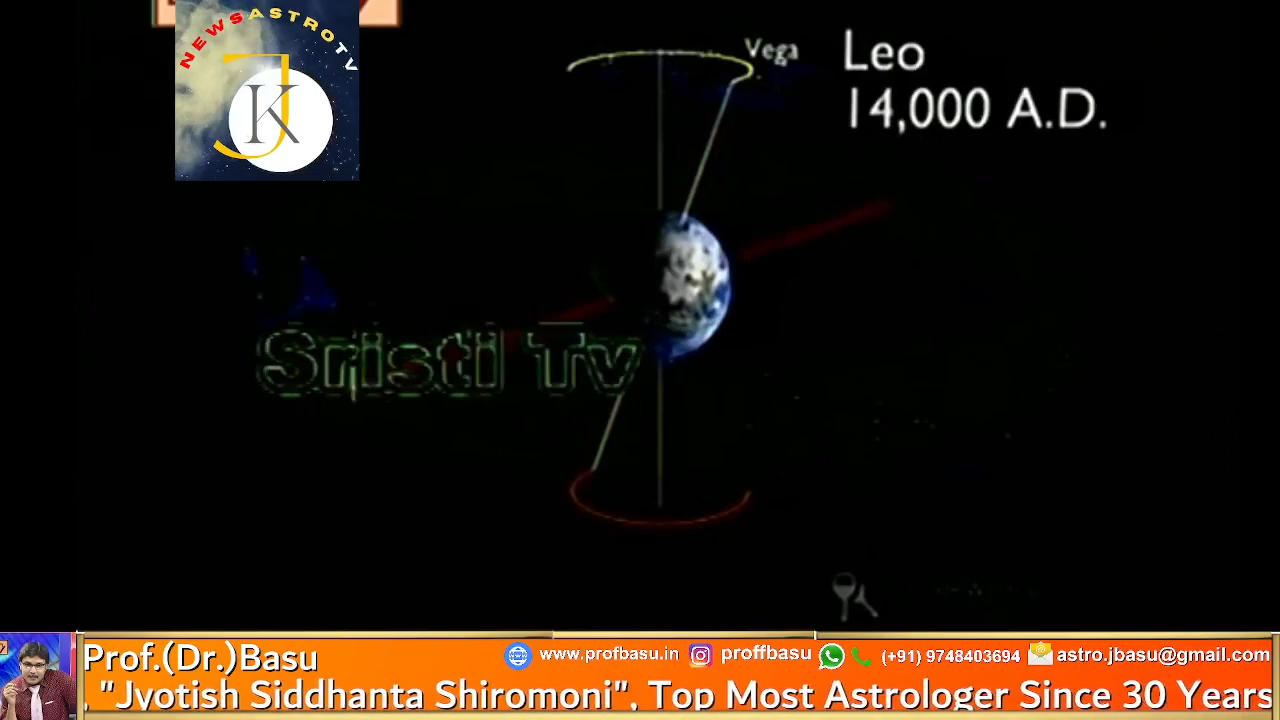 NEWSASTROTV
JK
Vega
Leo
14,000 A.D.
Sristi Tv
Prof.(Dr.)Basu
www.profbasu.in
proffbasu
(+91) 9748403694
astro.jbasu@gmail.com
"Jyotish Siddhanta Shiromoni", Top Most Astrologer Since 30 Years